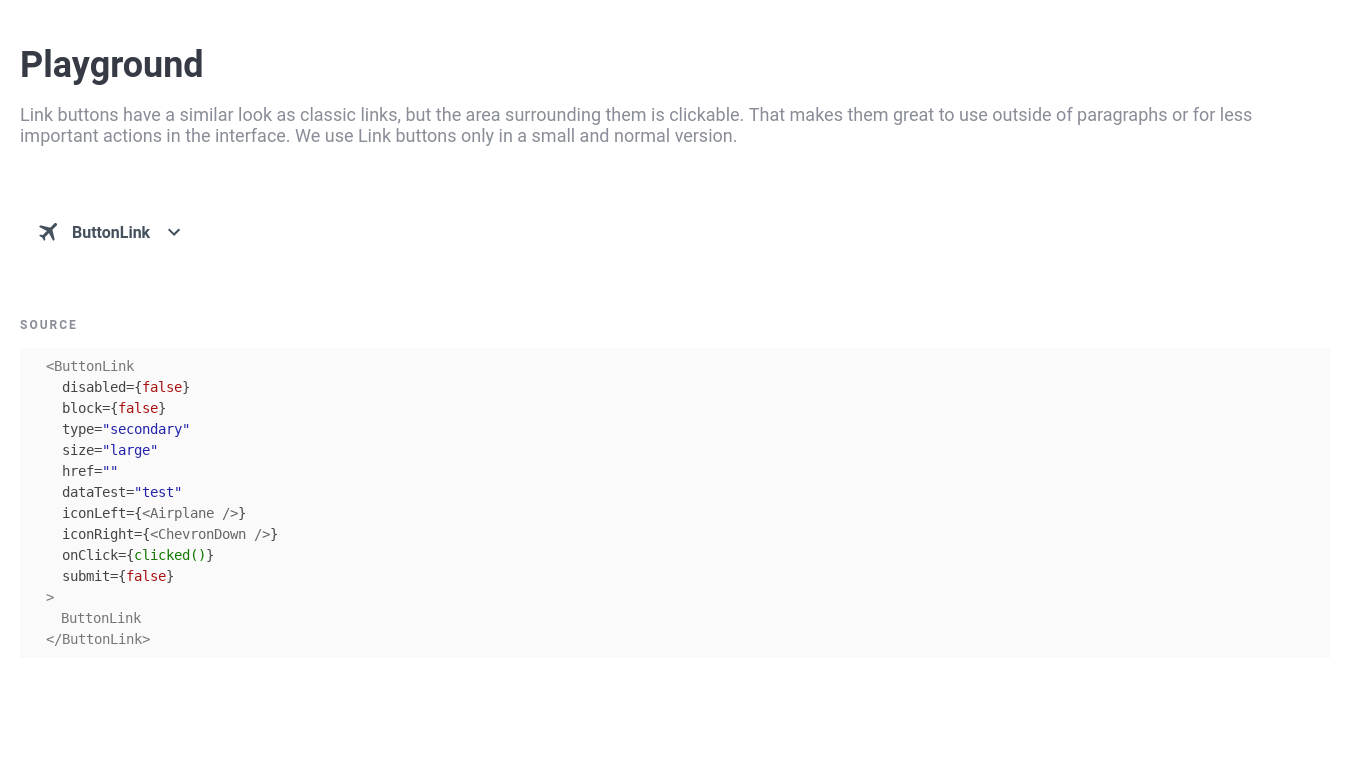 Playground
Link buttons have a similar look as classic links, but the area surrounding them is clickable. That makes them great to use outside of paragraphs or for less
important actions in the interface. We use Link buttons only in a small and normal version.
ButtonLink
SOURCE
<ButtonLink
  disabled={false}
  block={false}
  type="secondary"
  size="large"
  href=""
  dataTest="test"
  iconLeft={<Airplane />}
  iconRight={<ChevronDown />}
  onClick={clicked()}
  submit={false}
>
  ButtonLink
</ButtonLink>